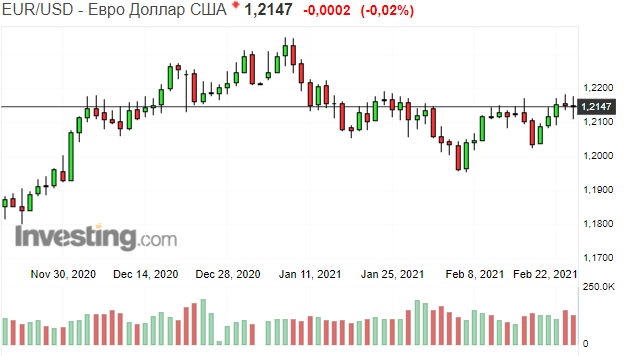 EUR/USD - Евро Доллар США 1,2147 -0,0002 (-0,02%)
1,2200
1,2147
1,2100
1,2000
1,1900
1,1800
Investing.com
1,1700
Nov 30, 2020 Dec 14, 2020 Dec 28, 2020 Jan 11, 2021 Jan 25, 2021 Feb 8, 2021 Feb 22, 2021
250.0K
0